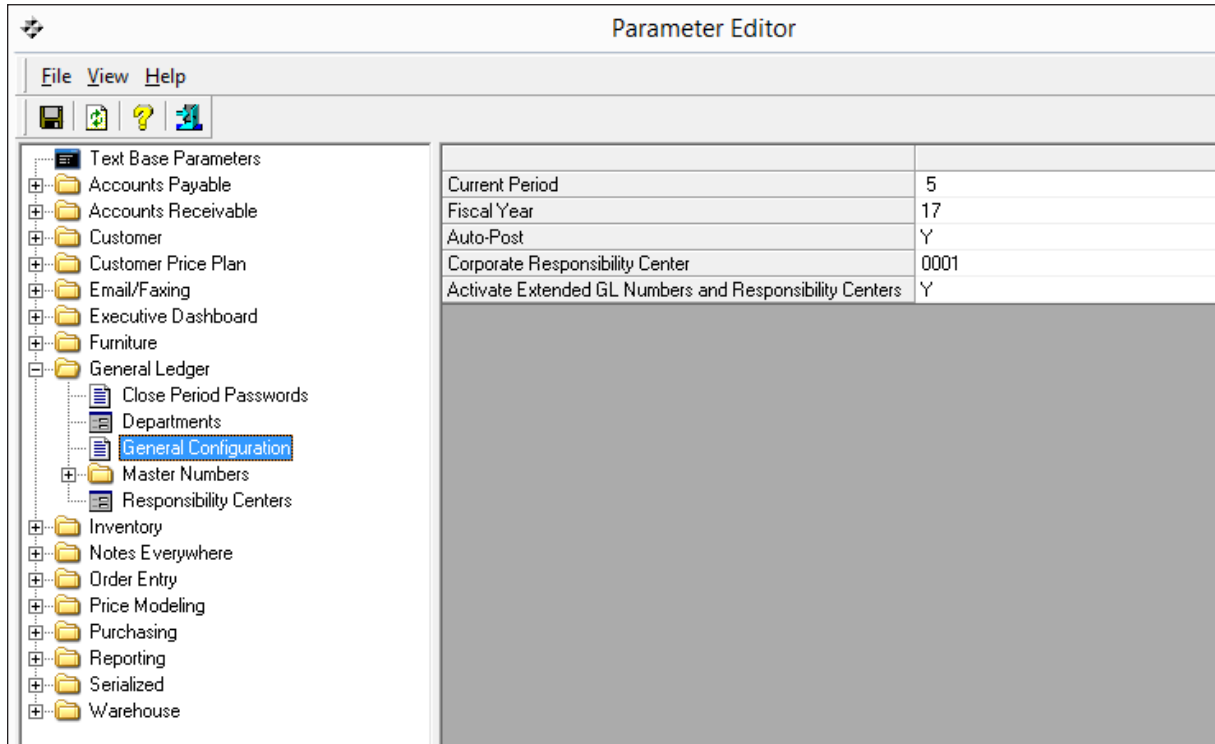 Parameter Editor
File View Help
Text Base Parameters
Accounts Payable
Accounts Receivable
Customer
Customer Price Plan
Email/Faxing
Executive Dashboard
Furniture
General Ledger
Close Period Passwords
Departments
General Configuration
Master Numbers
Responsibility Centers
Inventory
Notes Everywhere
Order Entry
Price Modeling
Purchasing
Reporting
Serialized
Warehouse
Current Period 5
Fiscal Year 17
Auto-Post Y
Corporate Responsibility Center 0001
Activate Extended GL Numbers and Responsibility Centers Y